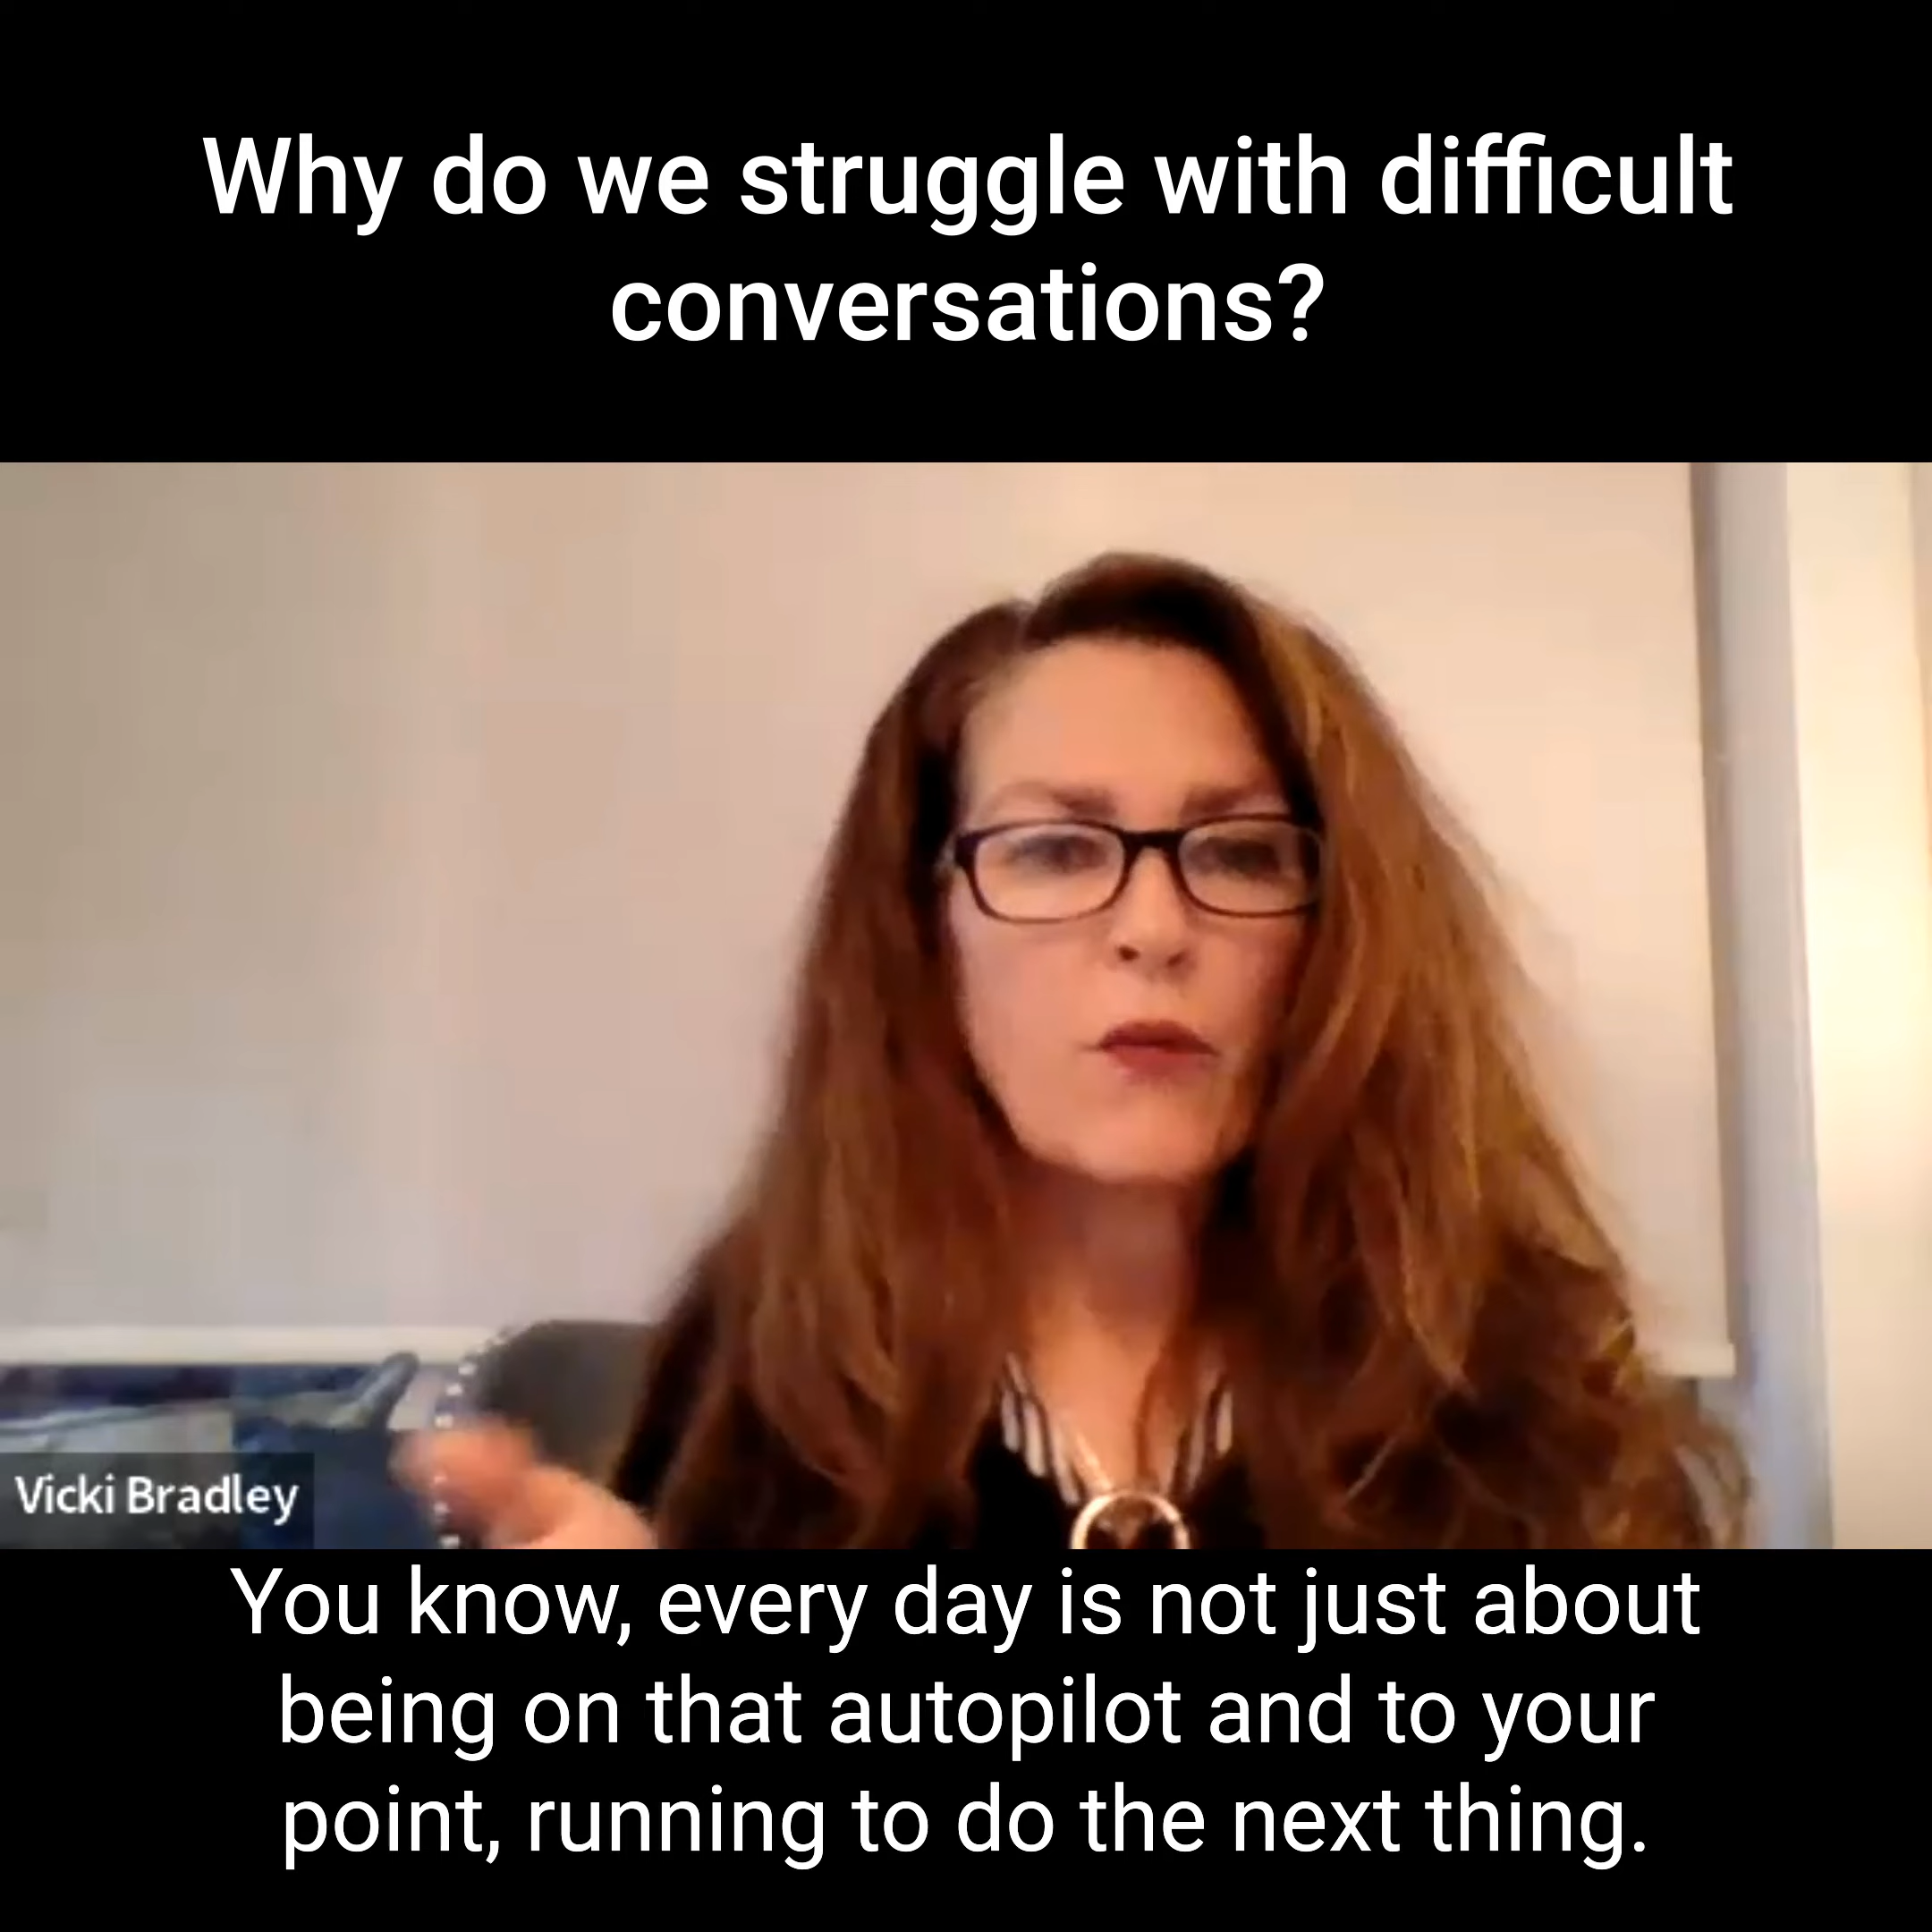 Why do we struggle with difficult
conversations?
Vicki Bradley
You know, every day is not just about
being on that autopilot and to your
point, running to do the next thing.